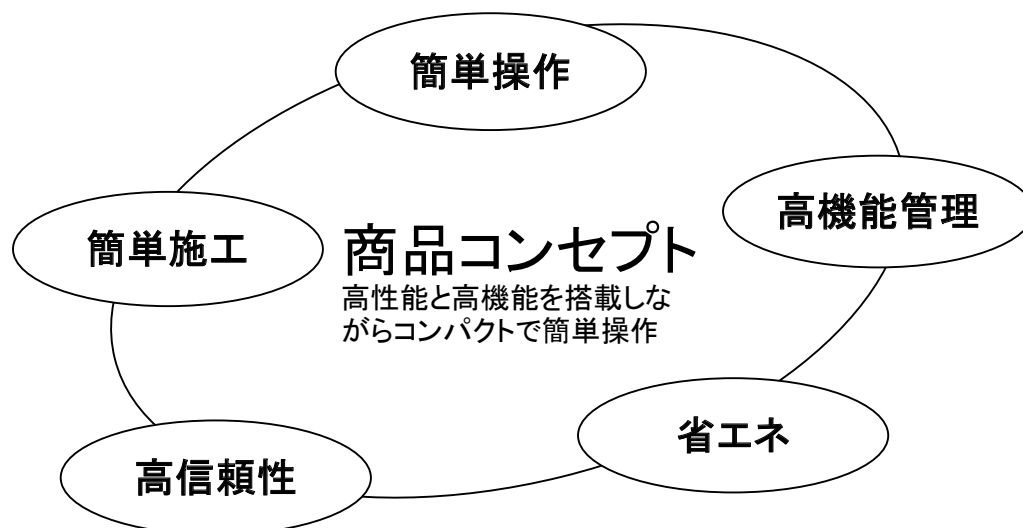 簡単操作
高機能管理
簡単施工
商品コンセプト
高性能と高機能を搭載しな
がらコンパクトで簡単操作
省エネ
高信頼性